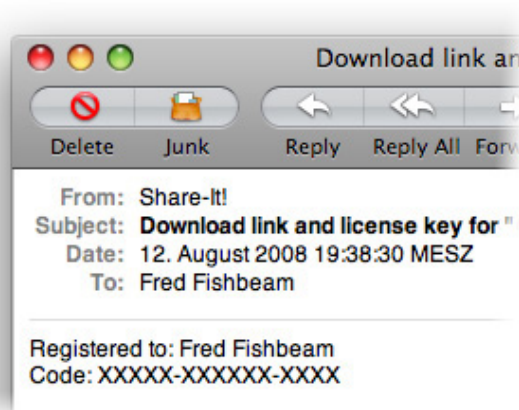 Download link an
Delete Junk Reply Reply All Forw
From: Share-It!
Subject: Download link and license key for "
Date: 12. August 2008 19:38:30 MESZ
To: Fred Fishbeam
Registered to: Fred Fishbeam
Code: XXXXX-XXXXXX-XXXX